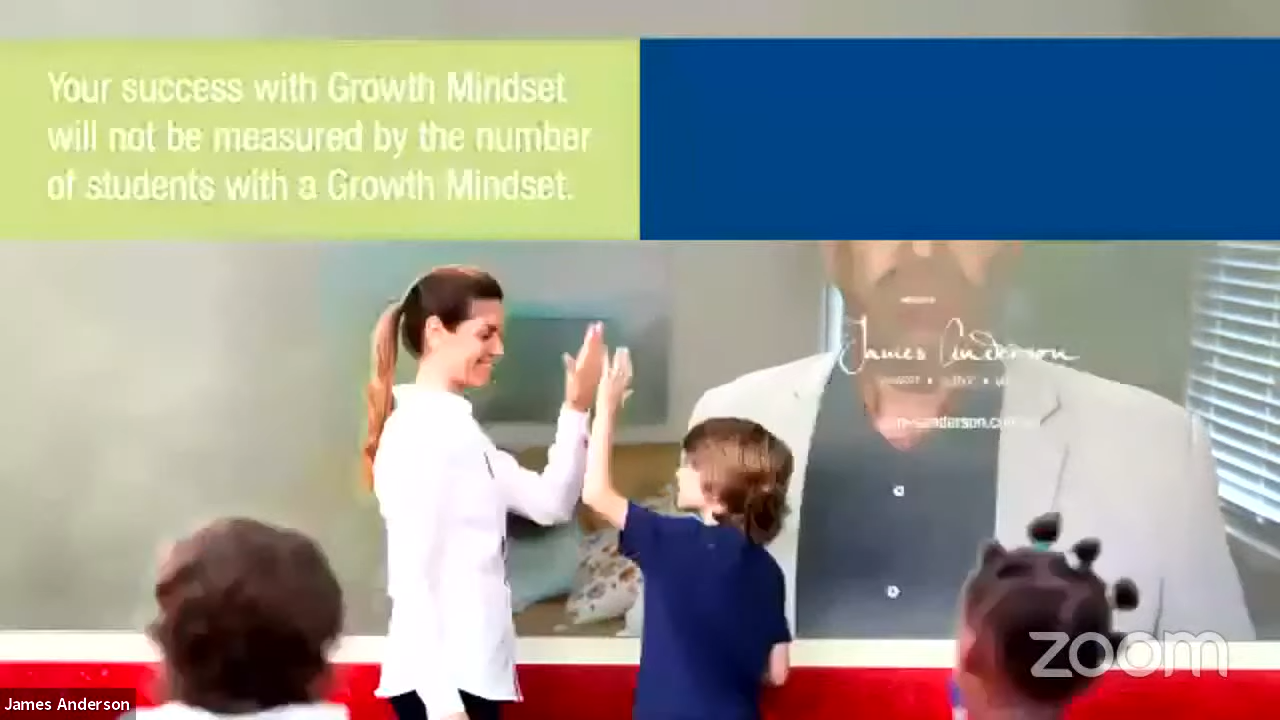 Your success with Growth Mindset
will not be measured by the number
of students with a Growth Mindset.
James Anderson
zoom
James Anderson